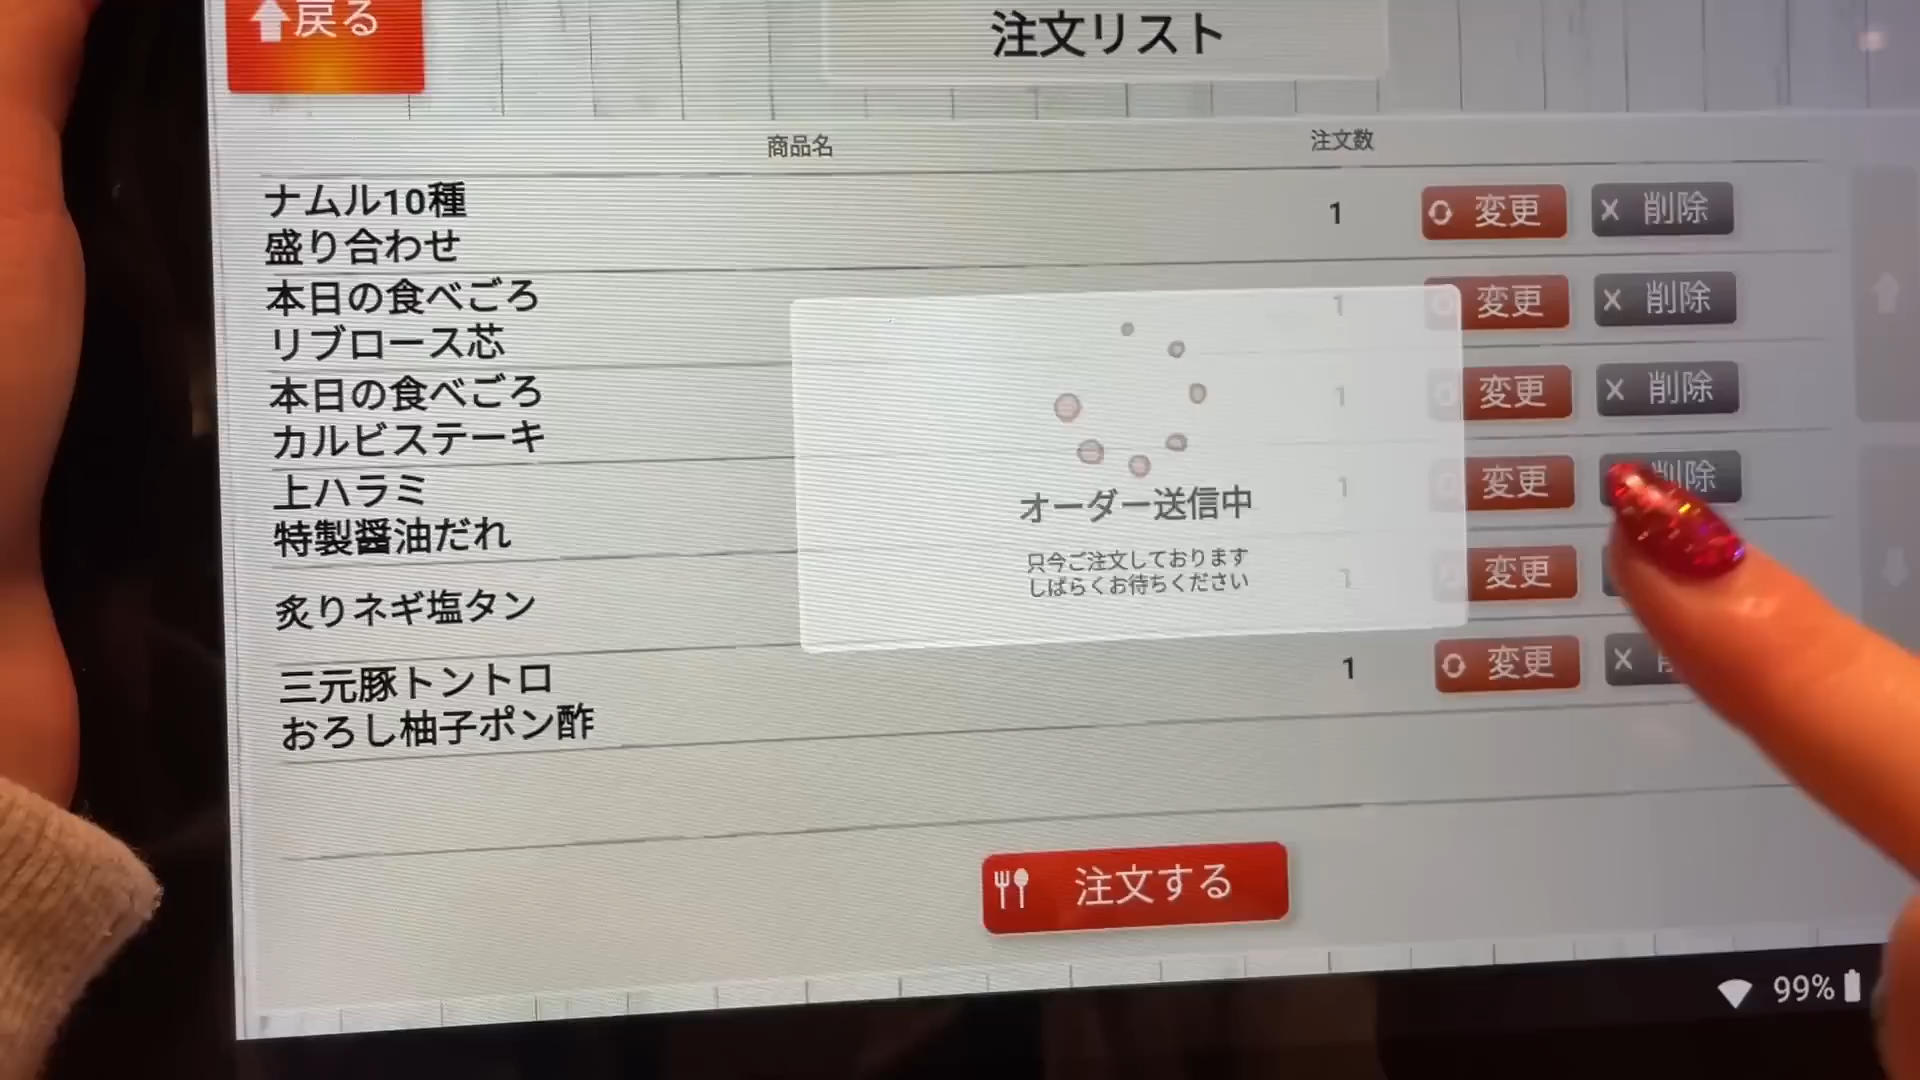 戻る
注文リスト
商品名 注文数
ナムル10種
盛り合わせ
1 変更 × 削除
本日の食べごろ
リブロース芯
1 変更 × 削除
本日の食べごろ
カルビステーキ
1 変更 × 削除
上ハラミ
特製醤油だれ
1 変更 削除
炙りネギ塩タン
1 変更
三元豚トントロ
おろし柚子ポン酢
1 変更 ×
オーダー送信中
只今ご注文しております
しばらくお待ちください
注文する
99%